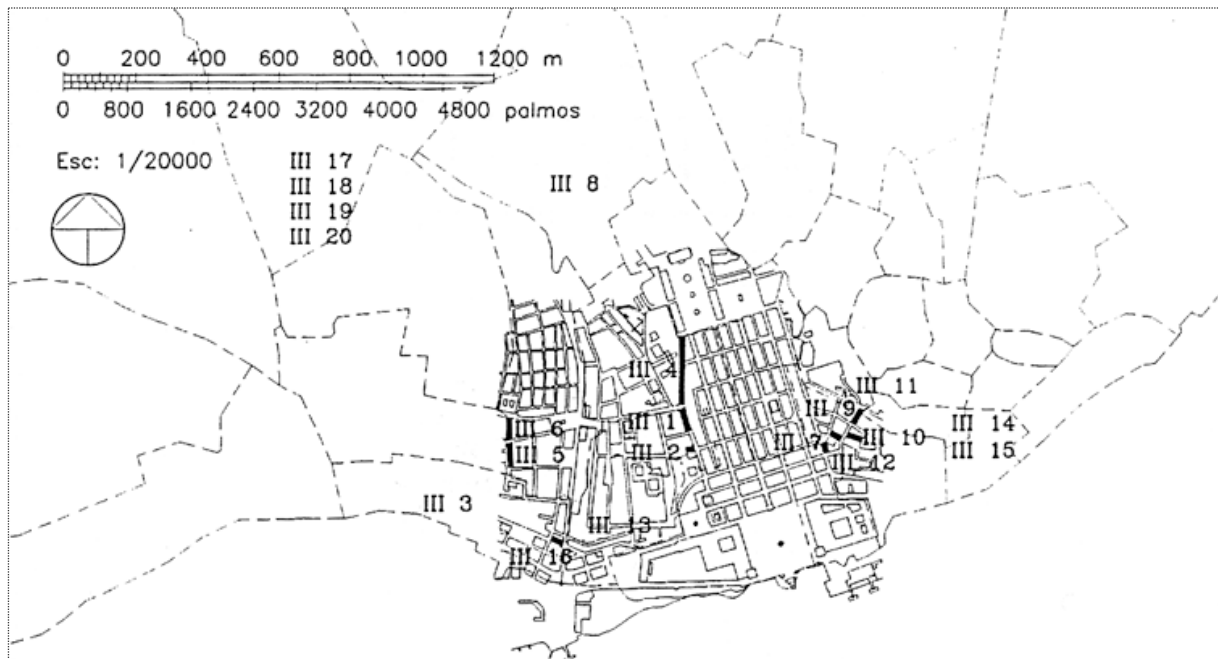 0 200 400 600 800 1000 1200 m
0 800 1600 2400 3200 4000 4800 palmos
Esc: 1/20000
III 17
III 18
III 19
III 20
III 8
III 4
III 11
III 9
III 1
III 6
III 14
III 10
III 7
III 2
III 5
III 15
III 12
III 3
III 13
III 16